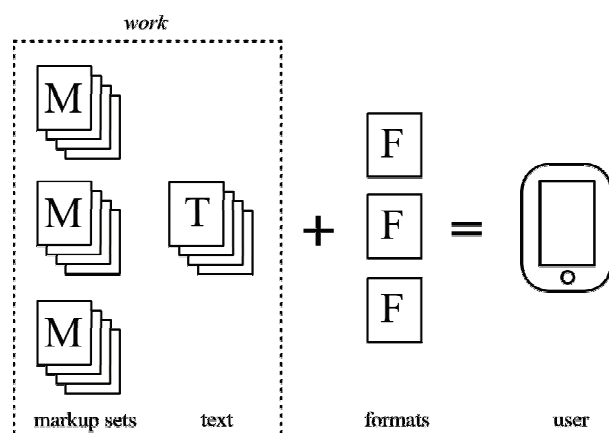 work
M
M
M
T
+
F
F
F
=
markup sets
text
formats
user